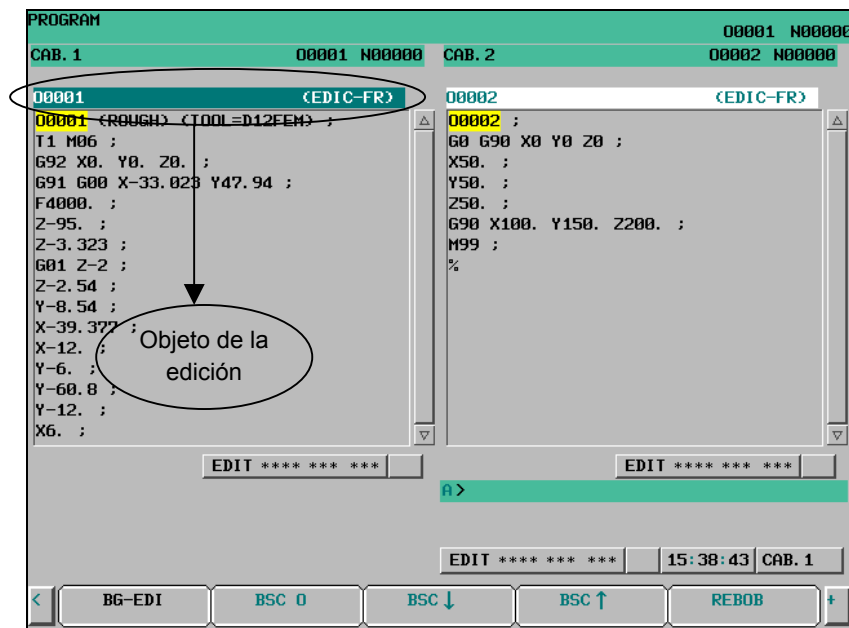 PROGRAM
O0001 N00000
CAB.1 O0001 N00000
CAB.2 O0002 N00000
O0001 (EDIC-FR)
O0001 (ROUGH) (TOOL=D12FEM) ;
T1 M06 ;
G92 X0. Y0. Z0. ;
G91 G00 X-33.023 Y47.94 ;
F4000. ;
Z-95. ;
Z-3.323 ;
G01 Z-2 ;
Z-2.54 ;
Y-8.54 ;
X-39.377 ;
X-12. ;
Y-6. ;
Y-60.8 ;
Y-12. ;
X6. ;
Objeto de la
edición
EDIT **** *** ***
O0002 (EDIC-FR)
O0002 ;
G0 G90 X0 Y0 Z0 ;
X50. ;
Y50. ;
Z50. ;
G90 X100. Y150. Z200. ;
M99 ;
%
EDIT **** *** ***
A>
EDIT **** *** *** 15:38:43 CAB.1
< BG-EDI BSC O BSC↓ BSC↑ REBOB +